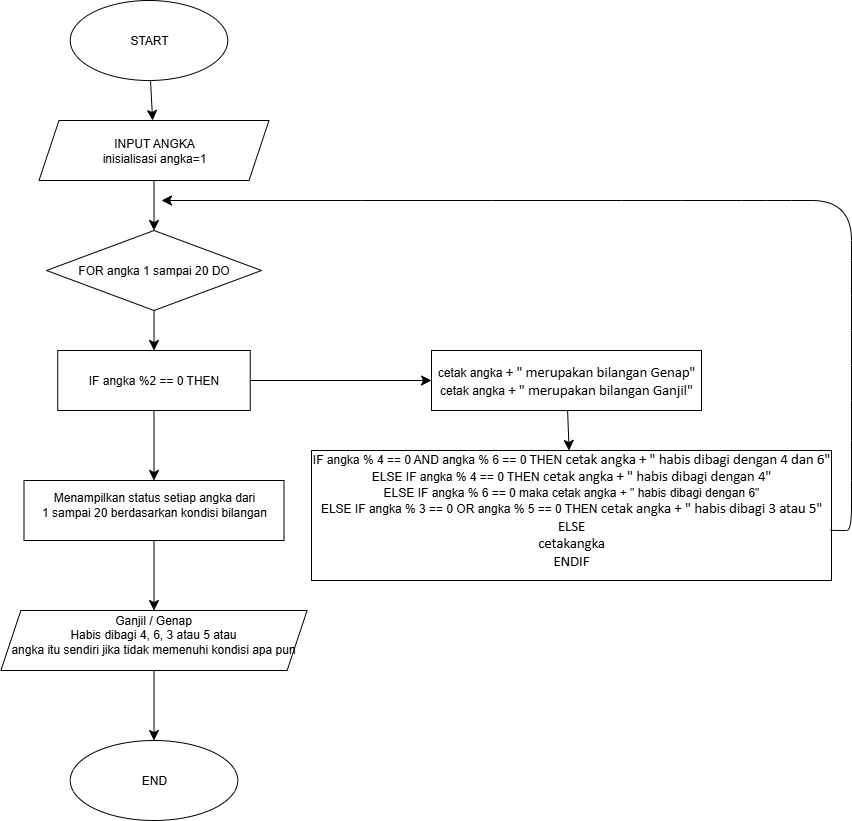 START
INPUT ANGKA
inisialisasi angka=1
FOR angka 1 sampai 20 DO
IF angka %2 == 0 THEN
cetak angka + " merupakan bilangan Genap"
cetak angka + " merupakan bilangan Ganjil"
IF angka % 4 == 0 AND angka % 6 == 0 THEN cetak angka + " habis dibagi dengan 4 dan 6"
ELSE IF angka % 4 == 0 THEN cetak angka + " habis dibagi dengan 4"
ELSE IF angka % 6 == 0 maka cetak angka + " habis dibagi dengan 6"
ELSE IF angka % 3 == 0 OR angka % 5 == 0 THEN cetak angka + " habis dibagi 3 atau 5"
ELSE
cetakangka
ENDIF
Menampilkan status setiap angka dari
1 sampai 20 berdasarkan kondisi bilangan
Ganjil / Genap
Habis dibagi 4, 6, 3 atau 5 atau
angka itu sendiri jika tidak memenuhi kondisi apa pun
END